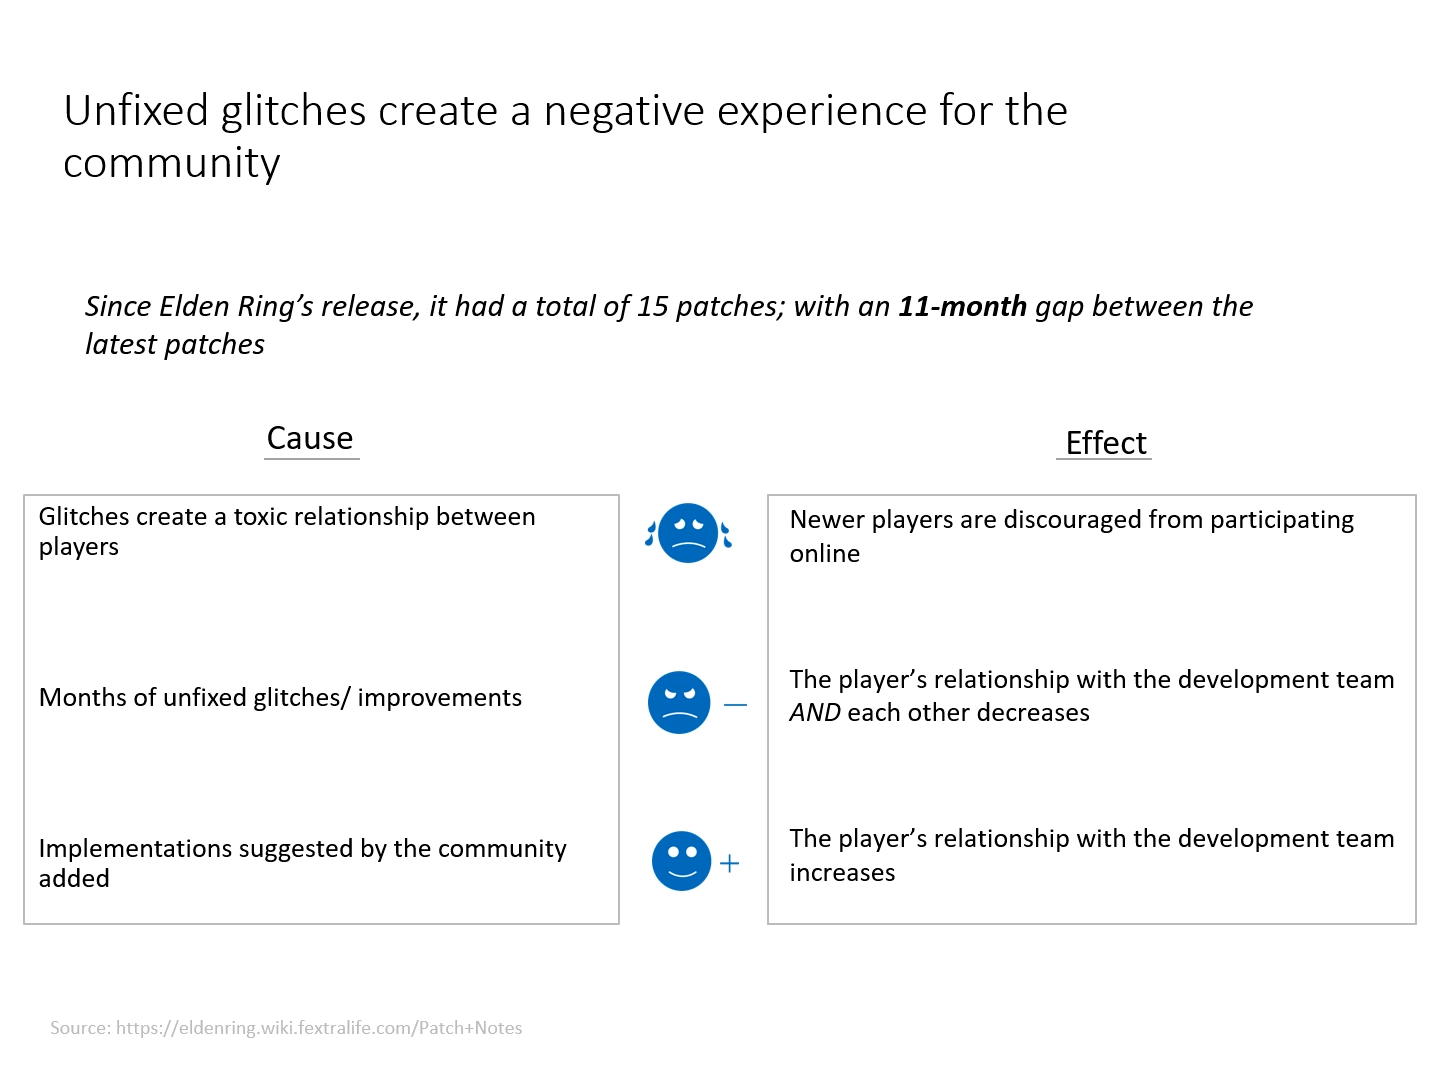 Unfixed glitches create a negative experience for the
community
Since Elden Ring’s release, it had a total of 15 patches; with an 11-month gap between the
latest patches
Cause
Effect
Glitches create a toxic relationship between
players
Newer players are discouraged from participating
online
Months of unfixed glitches/ improvements
The player’s relationship with the development team
AND each other decreases
Implementations suggested by the community
added
The player’s relationship with the development team
increases
Source: https://eldenring.wiki.fextralife.com/Patch+Notes